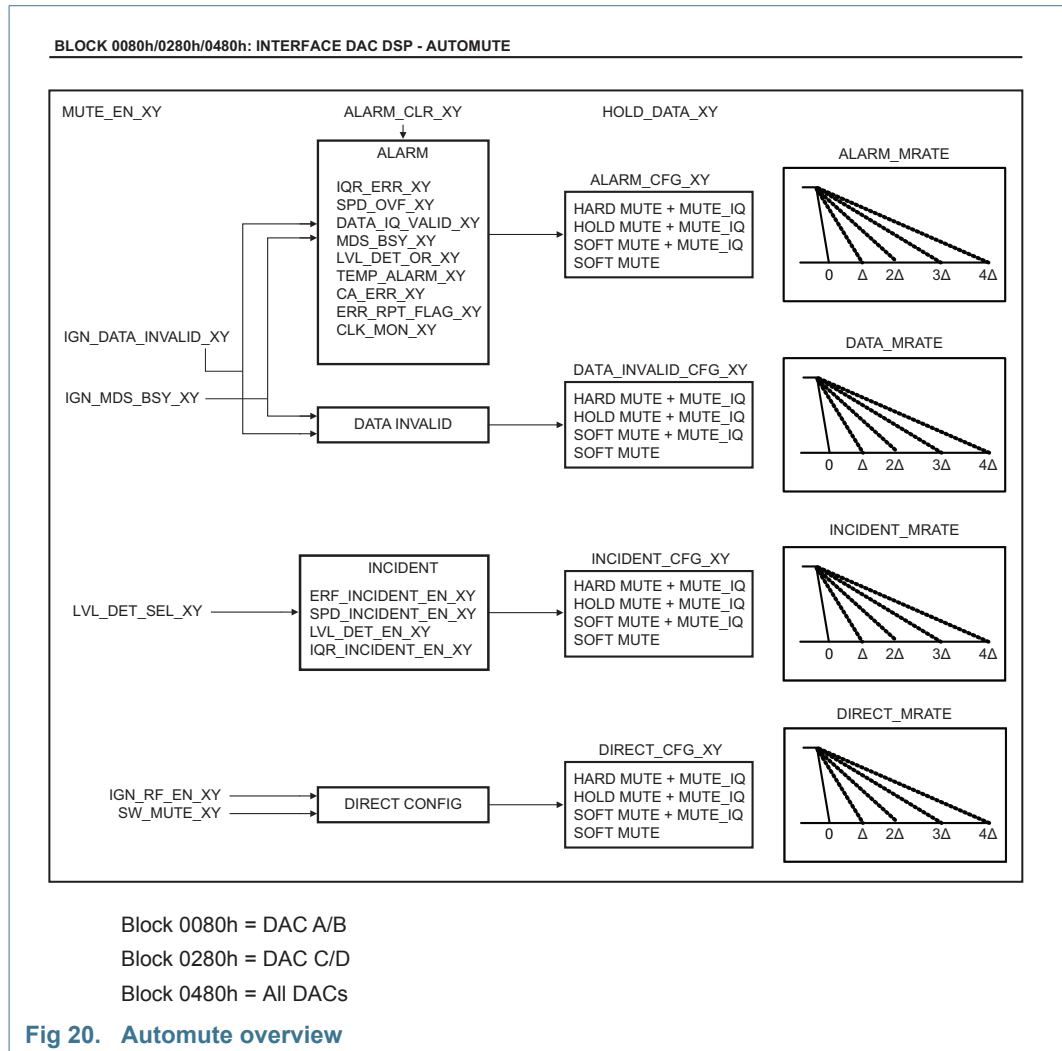 BLOCK 0080h/0280h/0480h: INTERFACE DAC DSP - AUTOMUTE
MUTE_EN_XY
ALARM_CLR_XY
HOLD_DATA_XY
ALARM
IQR_ERR_XY
SPD_OVF_XY
DATA_IQ_VALID_XY
MDS_BSY_XY
LVL_DET_OR_XY
TEMP_ALARM_XY
CA_ERR_XY
ERR_RPT_FLAG_XY
CLK_MON_XY
ALARM_CFG_XY
HARD MUTE + MUTE_IQ
HOLD MUTE + MUTE_IQ
SOFT MUTE + MUTE_IQ
SOFT MUTE
ALARM_MRATE
0 Δ 2Δ 3Δ 4Δ
IGN_DATA_INVALID_XY
IGN_MDS_BSY_XY
DATA INVALID
DATA_INVALID_CFG_XY
HARD MUTE + MUTE_IQ
HOLD MUTE + MUTE_IQ
SOFT MUTE + MUTE_IQ
SOFT MUTE
DATA_MRATE
0 Δ 2Δ 3Δ 4Δ
LVL_DET_SEL_XY
INCIDENT
ERF_INCIDENT_EN_XY
SPD_INCIDENT_EN_XY
LVL_DET_EN_XY
IQR_INCIDENT_EN_XY
INCIDENT_CFG_XY
HARD MUTE + MUTE_IQ
HOLD MUTE + MUTE_IQ
SOFT MUTE + MUTE_IQ
SOFT MUTE
INCIDENT_MRATE
0 Δ 2Δ 3Δ 4Δ
IGN_RF_EN_XY
SW_MUTE_XY
DIRECT CONFIG
DIRECT_CFG_XY
HARD MUTE + MUTE_IQ
HOLD MUTE + MUTE_IQ
SOFT MUTE + MUTE_IQ
SOFT MUTE
DIRECT_MRATE
0 Δ 2Δ 3Δ 4Δ
Block 0080h = DAC A/B
Block 0280h = DAC C/D
Block 0480h = All DACs
Fig 20. Automute overview